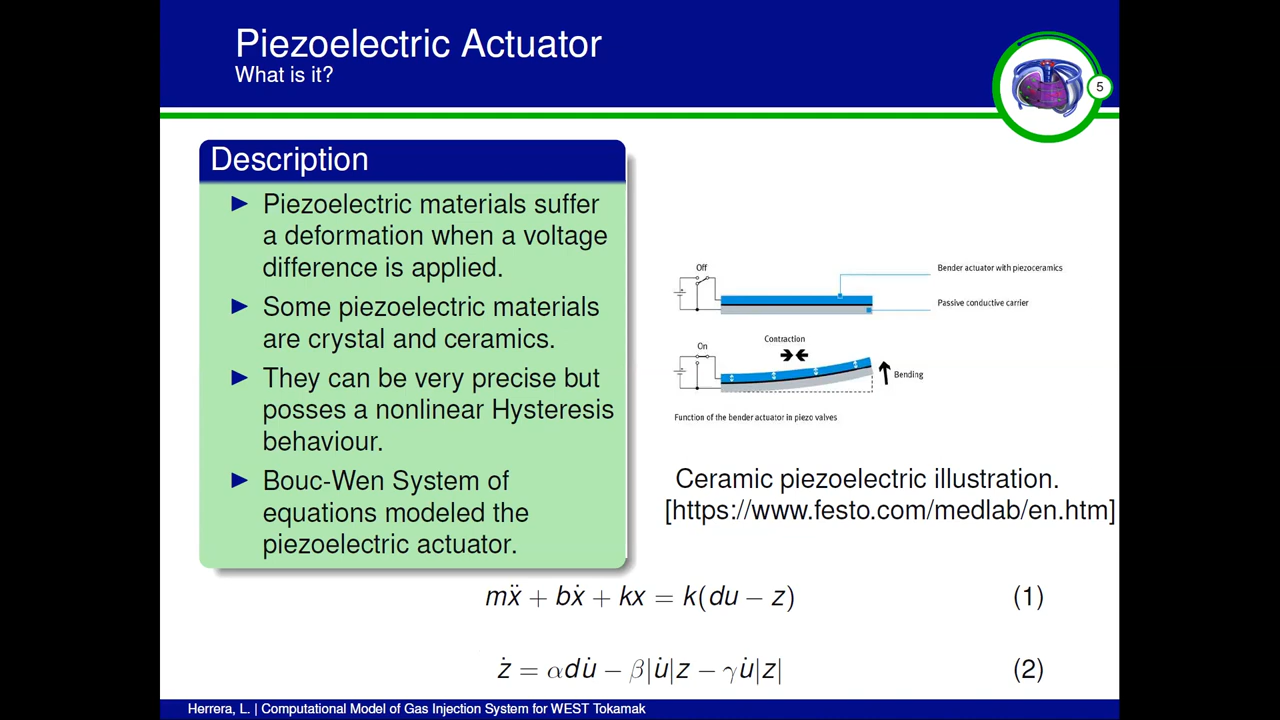 Piezoelectric Actuator
What is it?
5
Description
Piezoelectric materials suffer
a deformation when a voltage
difference is applied.
Some piezoelectric materials
are crystal and ceramics.
They can be very precise but
posses a nonlinear Hysteresis
behaviour.
Bouc-Wen System of
equations modeled the
piezoelectric actuator.
Off
Bender actuator with piezoceramics
Passive conductive carrier
On
Contraction
Bending
Function of the bender actuator in piezo valves
Ceramic piezoelectric illustration.
[https://www.festo.com/medlab/en.htm]
mẍ + bẋ + kx = k(du − z) (1)
ż = αdu̇ − β|u̇|z − γu̇|z| (2)
Herrera, L. | Computational Model of Gas Injection System for WEST Tokamak